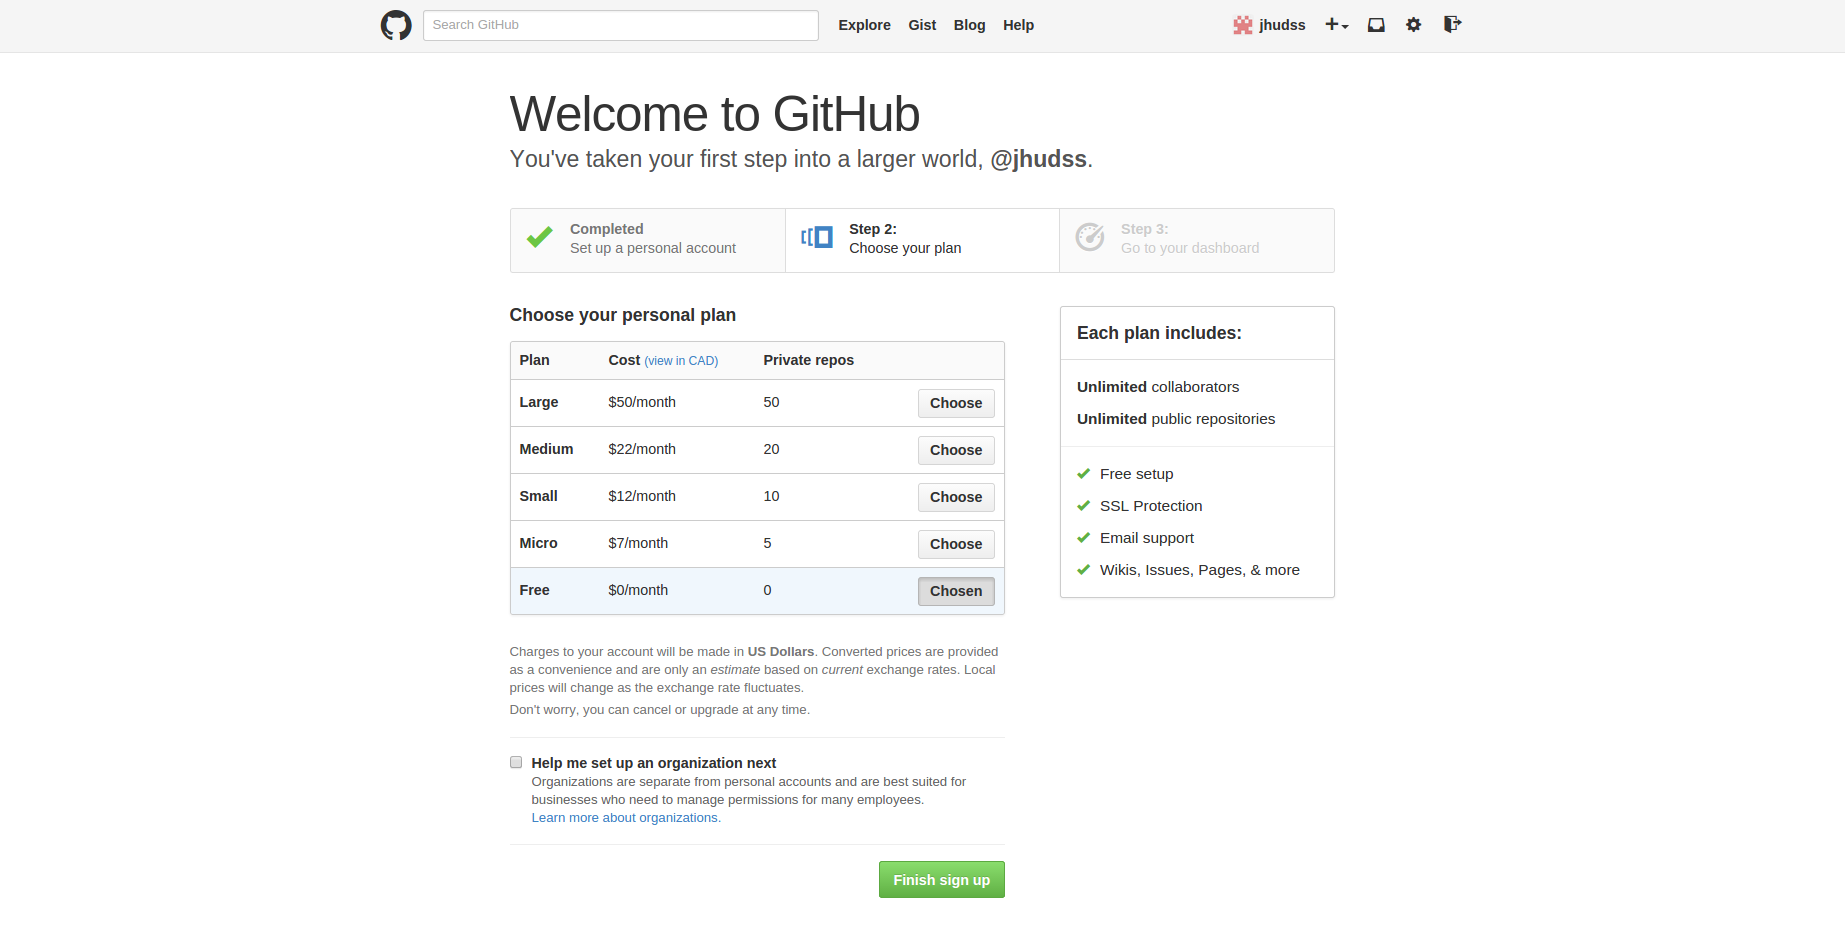 Search GitHub
Explore Gist Blog Help
jhudss
Welcome to GitHub
You've taken your first step into a larger world, @jhudss.
Completed
Set up a personal account
Step 2:
Choose your plan
Step 3:
Go to your dashboard
Choose your personal plan
Plan Cost (view in CAD) Private repos
Large $50/month 50 Choose
Medium $22/month 20 Choose
Small $12/month 10 Choose
Micro $7/month 5 Choose
Free $0/month 0 Chosen
Charges to your account will be made in US Dollars. Converted prices are provided
as a convenience and are only an estimate based on current exchange rates. Local
prices will change as the exchange rate fluctuates.
Don't worry, you can cancel or upgrade at any time.
Help me set up an organization next
Organizations are separate from personal accounts and are best suited for
businesses who need to manage permissions for many employees.
Learn more about organizations.
Finish sign up
Each plan includes:
Unlimited collaborators
Unlimited public repositories
Free setup
SSL Protection
Email support
Wikis, Issues, Pages, & more